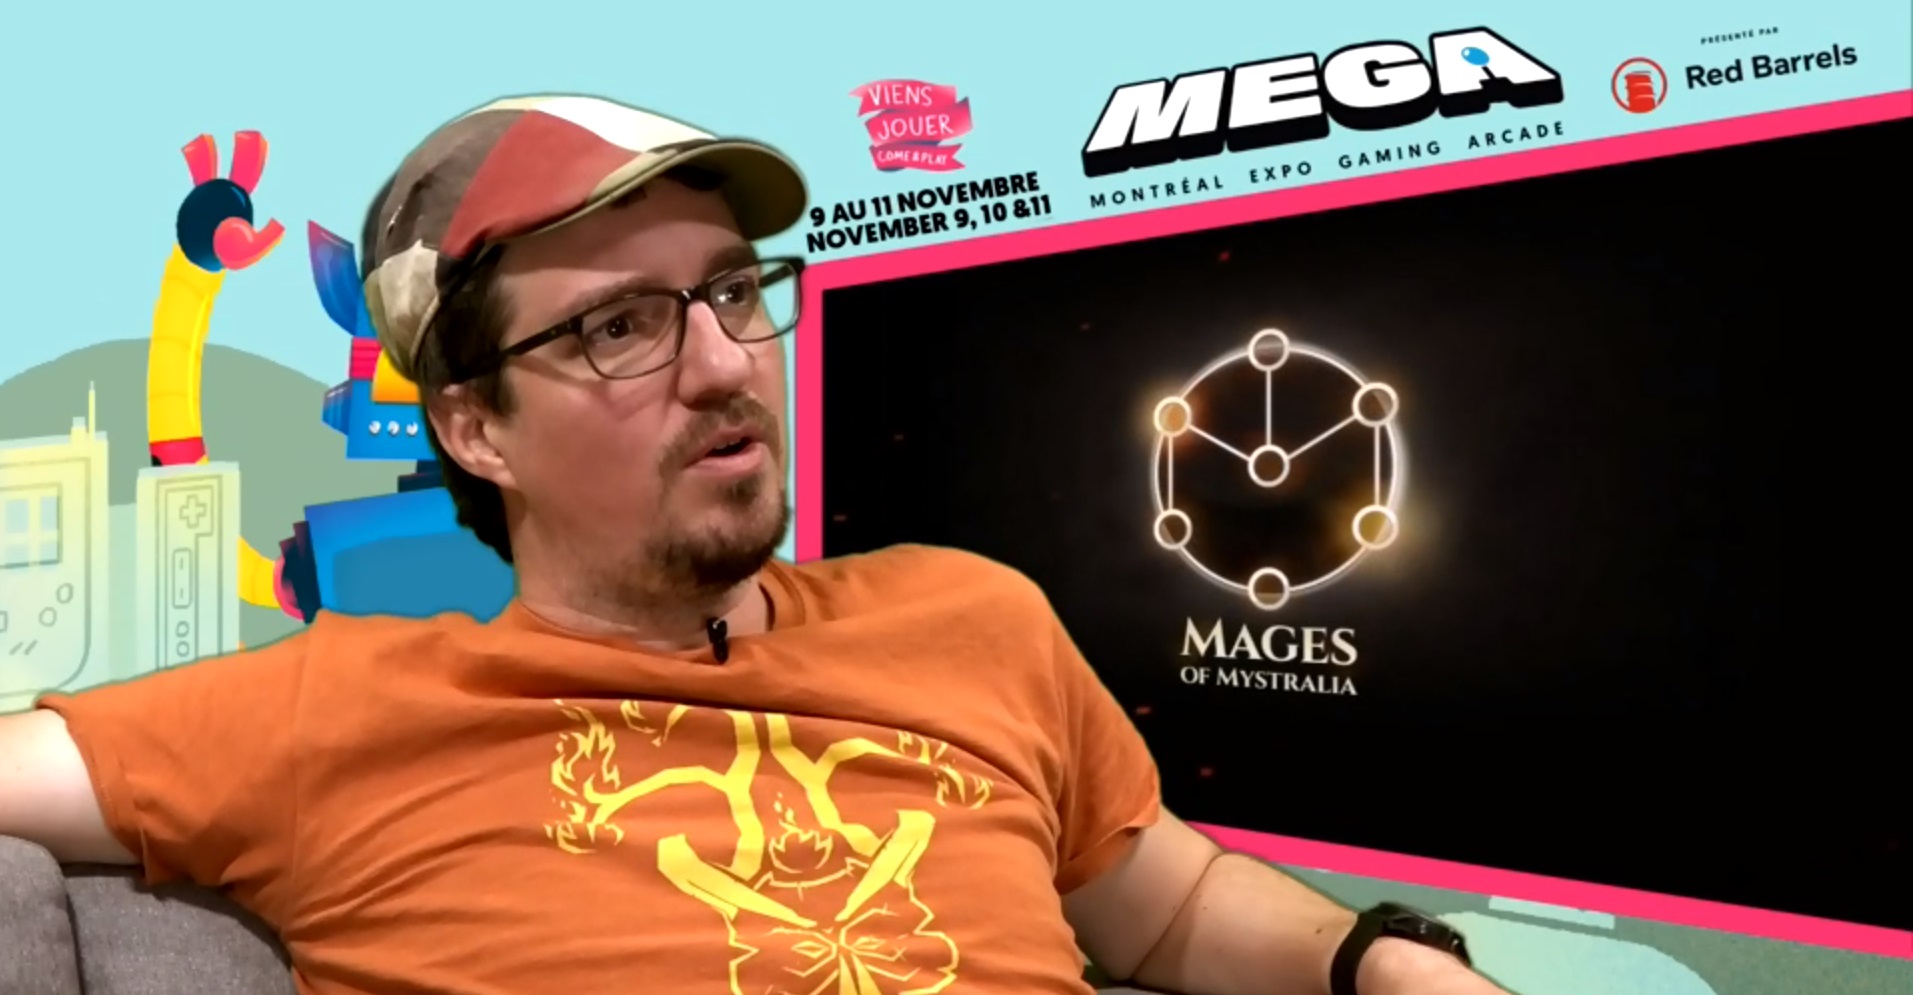 VIENS
JOUER
COME & PLAY
9 AU 11 NOVEMBRE
NOVEMBER 9, 10 &11
MEGA
MONTRÉAL EXPO GAMING ARCADE
PRÉSENTÉ PAR
Red Barrels
MAGES
OF MYSTRALIA